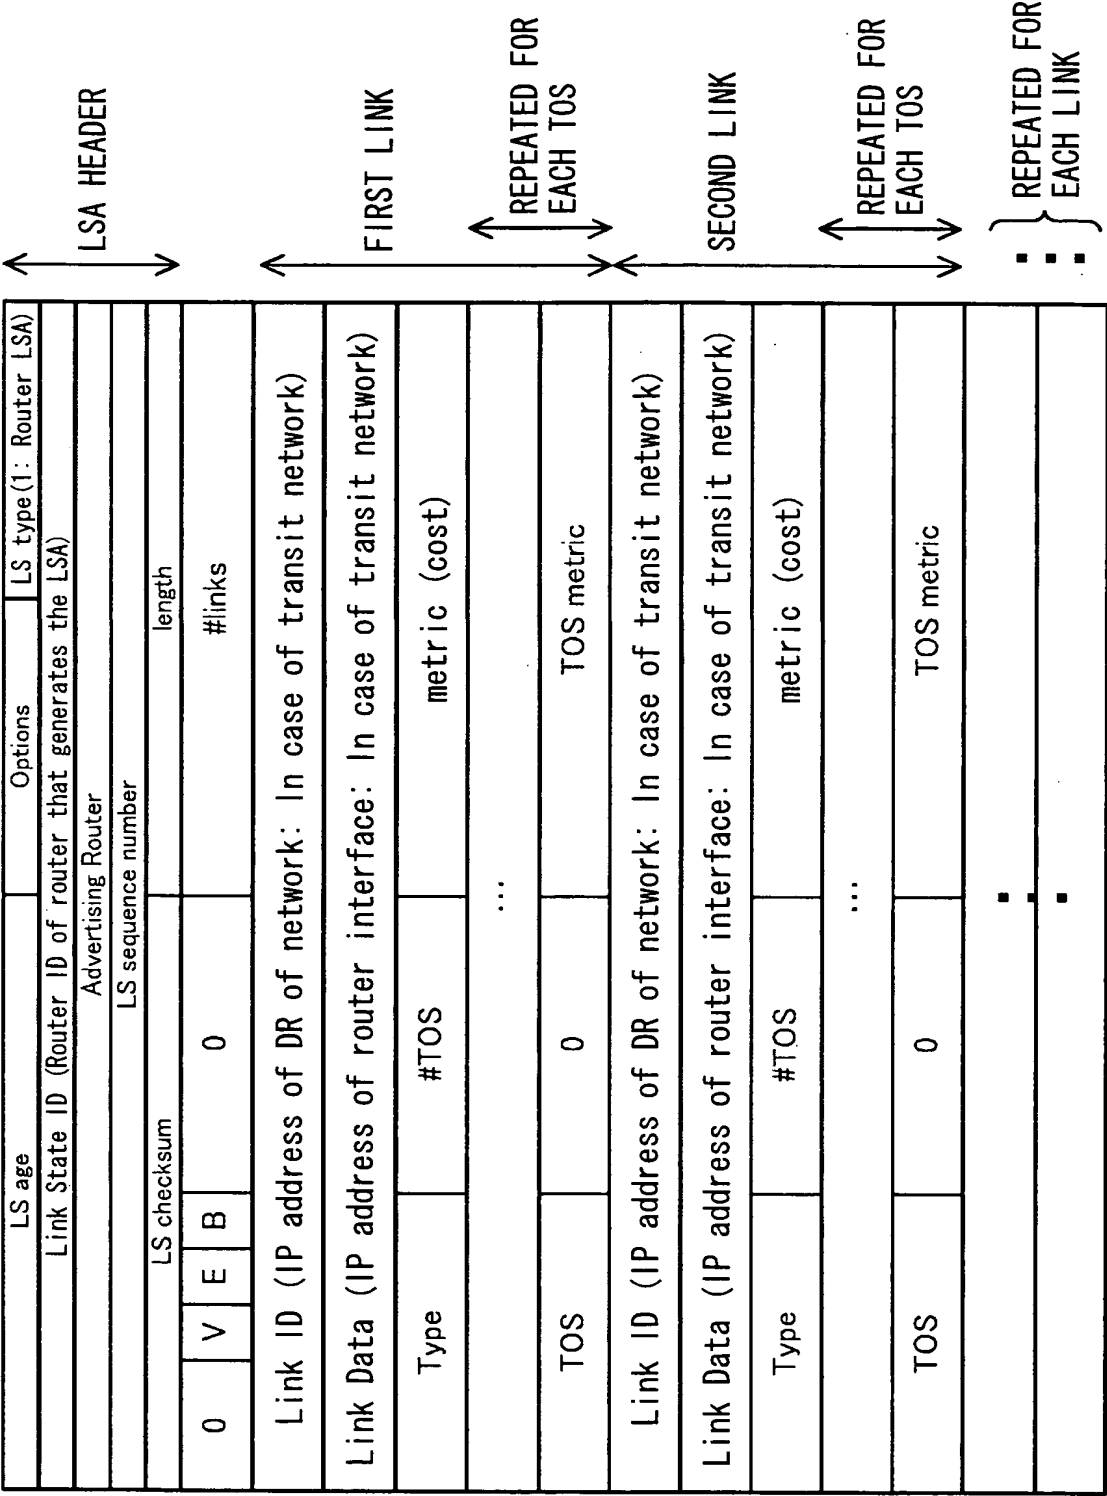 LS age Options LS type(1: Router LSA)
Link State ID (Router ID of router that generates the LSA)
Advertising Router
LS sequence number
LS checksum length
LSA HEADER
0 V E B 0 #links
Link ID (IP address of DR of network: In case of transit network)
Link Data (IP address of router interface: In case of transit network)
Type #TOS metric (cost)
FIRST LINK
...
TOS 0 TOS metric
REPEATED FOR
EACH TOS
Link ID (IP address of DR of network: In case of transit network)
Link Data (IP address of router interface: In case of transit network)
SECOND LINK
Type #TOS metric (cost)
...
TOS 0 TOS metric
REPEATED FOR
EACH TOS
REPEATED FOR
EACH LINK